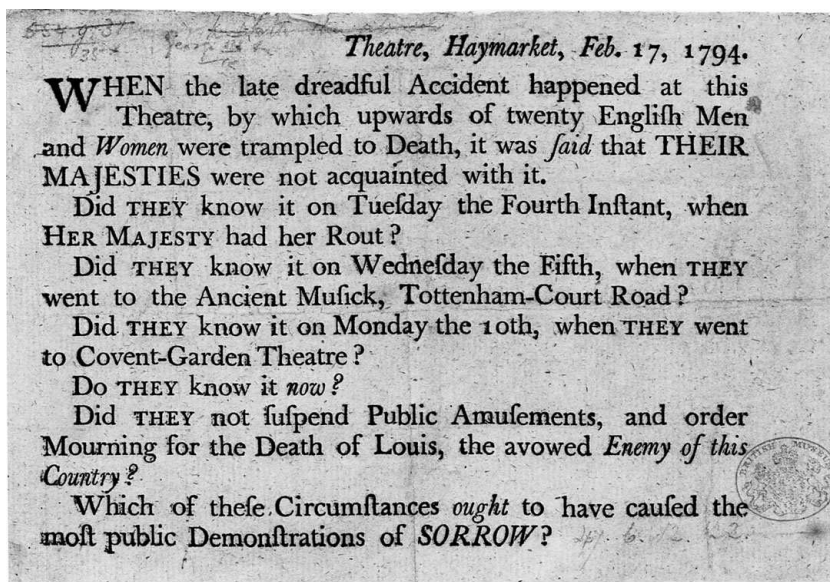 Theatre, Haymarket, Feb. 17, 1794.
WHEN the late dreadful Accident happened at this
Theatre, by which upwards of twenty Engliſh Men
and Women were trampled to Death, it was ſaid that THEIR
MAJESTIES were not acquainted with it.
Did THEY know it on Tueſday the Fourth Inſtant, when
HER MAJESTY had her Rout?
Did THEY know it on Wedneſday the Fifth, when THEY
went to the Ancient Muſick, Tottenham-Court Road?
Did THEY know it on Monday the 10th, when THEY went
to Covent-Garden Theatre?
Do THEY know it now?
Did THEY not ſuſpend Public Amuſements, and order
Mourning for the Death of Louis, the avowed Enemy of this
Country?
Which of theſe Circumſtances ought to have cauſed the
moſt public Demonſtrations of SORROW?
BRITISH MUSEUM